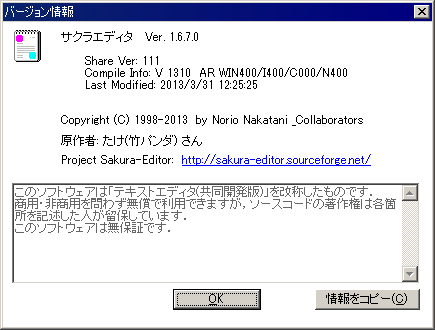 バージョン情報
サクラエディタ   Ver. 1.6.7.0
Share Ver: 111
Compile Info: V 1310  AR WIN400/I400/C000/N400
Last Modified: 2013/3/31 12:25:25
Copyright (C) 1998-2013  by Norio Nakatani _Collaborators
原作者: たけ(竹パンダ) さん
Project Sakura-Editor:  http://sakura-editor.sourceforge.net/
このソフトウェアは「テキストエディタ(共同開発版)」を改称したものです．
商用・非商用を問わず無償で利用できますが，ソースコードの著作権は各箇
所を記述した人が留保しています．
このソフトウェアは無保証です．
OK
情報をコピー(C)